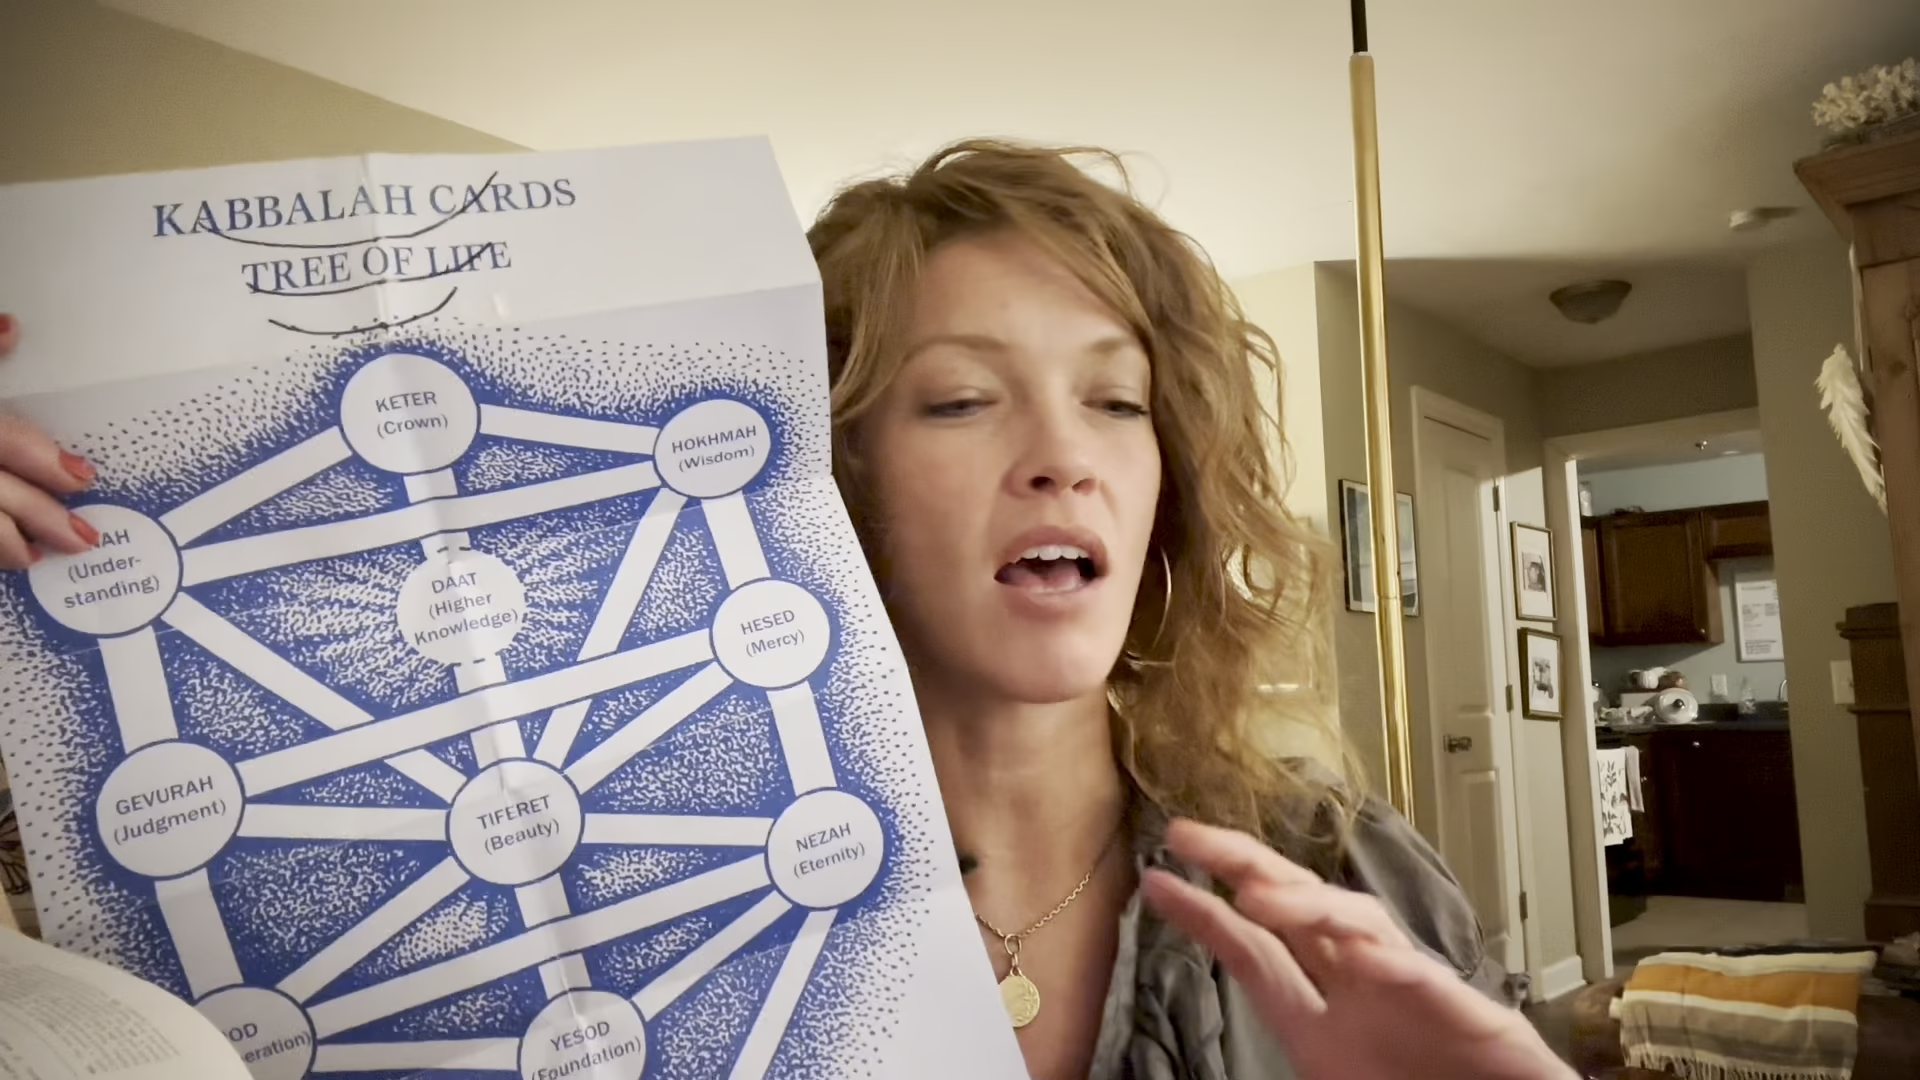 KABBALAH CARDS
TREE OF LIFE
KETER
(Crown)
HOKHMAH
(Wisdom)
(Under-
standing)
DAAT
(Higher
Knowledge)
HESED
(Mercy)
GEVURAH
(Judgment)
TIFERET
(Beauty)
NEZAH
(Eternity)
YESOD
(Foundation)